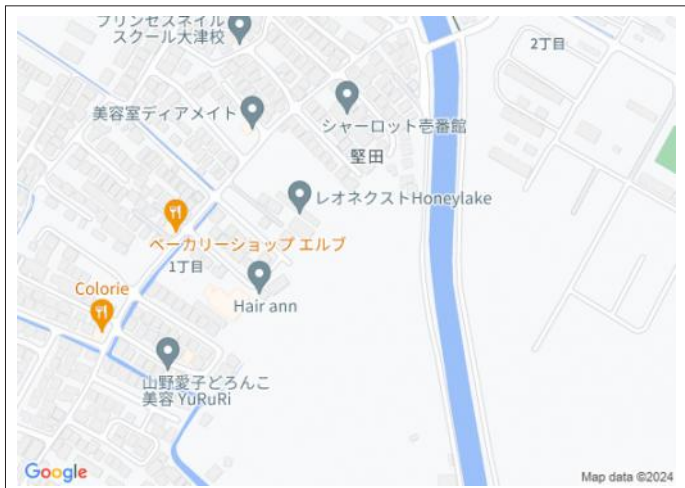 プリンセスネイル
スクール大津校
2丁目
美容室ディアメイト
シャーロット壱番館
堅田
レオネクストHoneylake
ベーカリーショップ エルブ
1丁目
Colorie
Hair ann
山野愛子どろんこ
美容 YuRuRi
Google
Map data ©2024